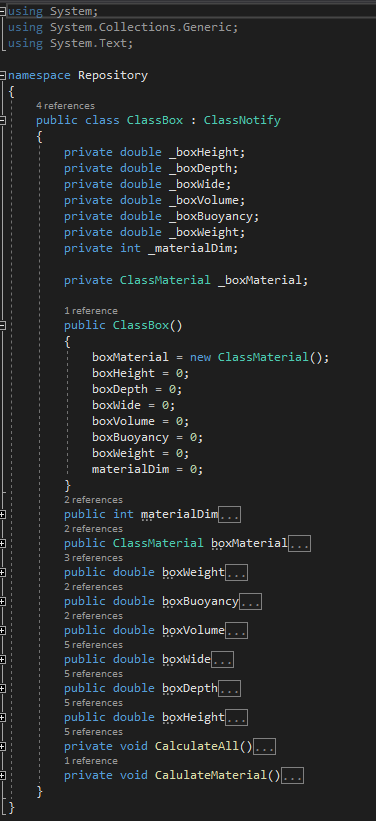 using System;
using System.Collections.Generic;
using System.Text;
namespace Repository
{
4 references
public class ClassBox : ClassNotify
{
private double _boxHeight;
private double _boxDepth;
private double _boxWide;
private double _boxVolume;
private double _boxBuoyancy;
private double _boxWeight;
private int _materialDim;
private ClassMaterial _boxMaterial;
1 reference
public ClassBox()
{
boxMaterial = new ClassMaterial();
boxHeight = 0;
boxDepth = 0;
boxWide = 0;
boxVolume = 0;
boxBuoyancy = 0;
boxWeight = 0;
materialDim = 0;
}
2 references
public int materialDim...
2 references
public ClassMaterial boxMaterial...
3 references
public double boxWeight...
2 references
public double boxBuoyancy...
2 references
public double boxVolume...
5 references
public double boxWide...
5 references
public double boxDepth...
5 references
public double boxHeight...
5 references
private void CalculateAll()...
1 reference
private void CalulateMaterial()...
}
}